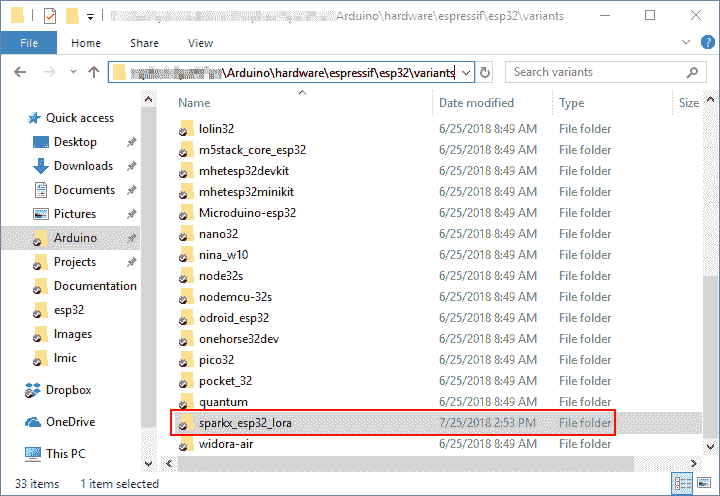 \Arduino\hardware\espressif\esp32\variants
File Home Share View
\Arduino\hardware\espressif\esp32\variants Search variants
Name Date modified Type Size
Quick access
Desktop
Downloads
Documents
Pictures
Arduino
Projects
Documentation
esp32
Images
lmic
Dropbox
OneDrive
This PC
lolin32 6/25/2018 8:49 AM File folder
m5stack_core_esp32 6/25/2018 8:49 AM File folder
mhetesp32devkit 6/25/2018 8:49 AM File folder
mhetesp32minikit 6/25/2018 8:49 AM File folder
Microduino-esp32 6/25/2018 8:49 AM File folder
nano32 6/25/2018 8:49 AM File folder
nina_w10 6/25/2018 8:49 AM File folder
node32s 6/25/2018 8:49 AM File folder
nodemcu-32s 6/25/2018 8:49 AM File folder
odroid_esp32 6/25/2018 8:49 AM File folder
onehorse32dev 6/25/2018 8:49 AM File folder
pico32 6/25/2018 8:49 AM File folder
pocket_32 6/25/2018 8:49 AM File folder
quantum 6/25/2018 8:49 AM File folder
sparkx_esp32_lora 7/25/2018 2:53 PM File folder
widora-air 6/25/2018 8:49 AM File folder
33 items 1 item selected